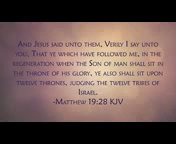 And Jesus said unto them, Verily I say unto
you, That ye which have followed me, in the
regeneration when the Son of man shall sit in
the throne of his glory, ye also shall sit upon
twelve thrones, judging the twelve tribes of
Israel.
-Matthew 19:28 KJV